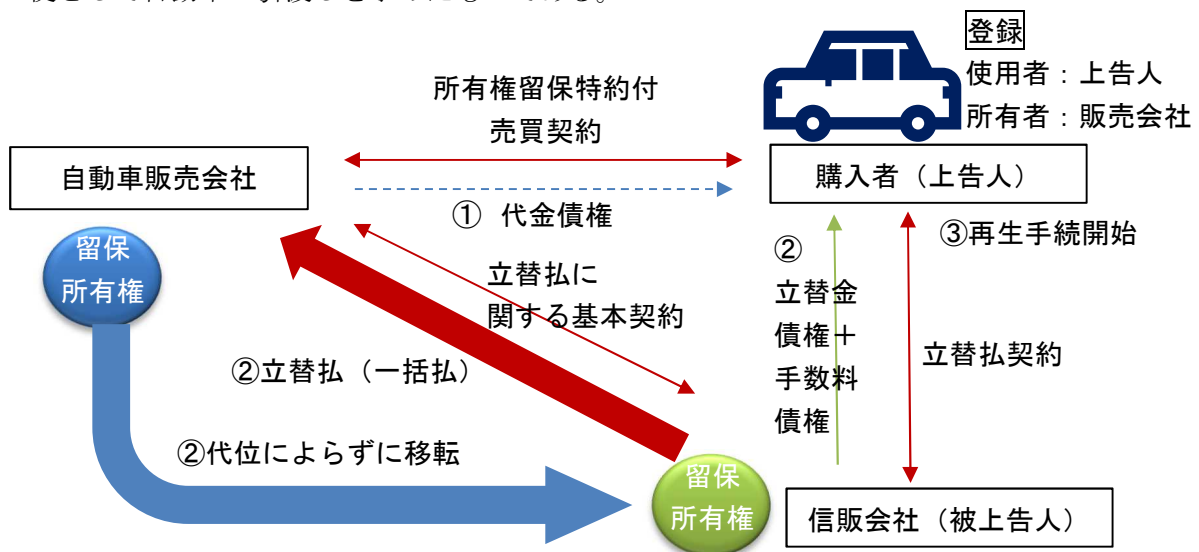 登録
使用者：上告人
所有者：販売会社
所有権留保特約付
売買契約
自動車販売会社
購入者（上告人）
① 代金債権
③再生手続開始
留保
所有権
立替払に
関する基本契約
②
立替金
債権＋
手数料
債権
立替払契約
②立替払（一括払）
②代位によらずに移転
留保
所有権
信販会社（被上告人）